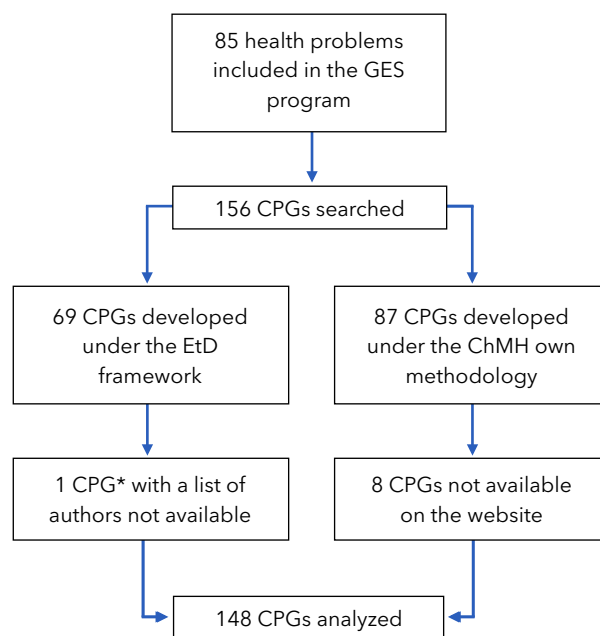 85 health problems
included in the GES
program
156 CPGs searched
69 CPGs developed
under the EtD
framework
87 CPGs developed
under the ChMH own
methodology
1 CPG* with a list of
authors not available
8 CPGs not available
on the website
148 CPGs analyzed